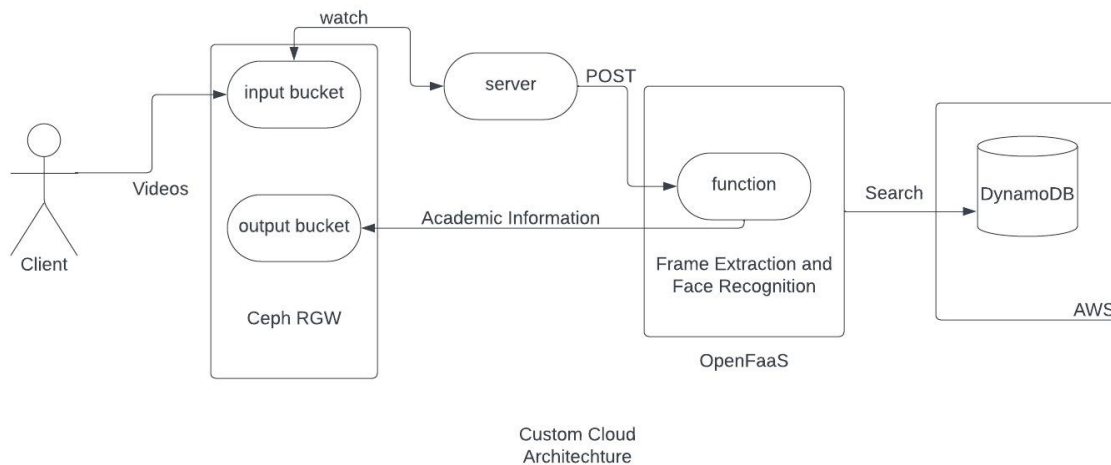 watch
input bucket
server
POST
Videos
function
Search
DynamoDB
output bucket
Academic Information
Client
Frame Extraction and
Face Recognition
Ceph RGW
AWS
OpenFaaS
Custom Cloud
Architechture